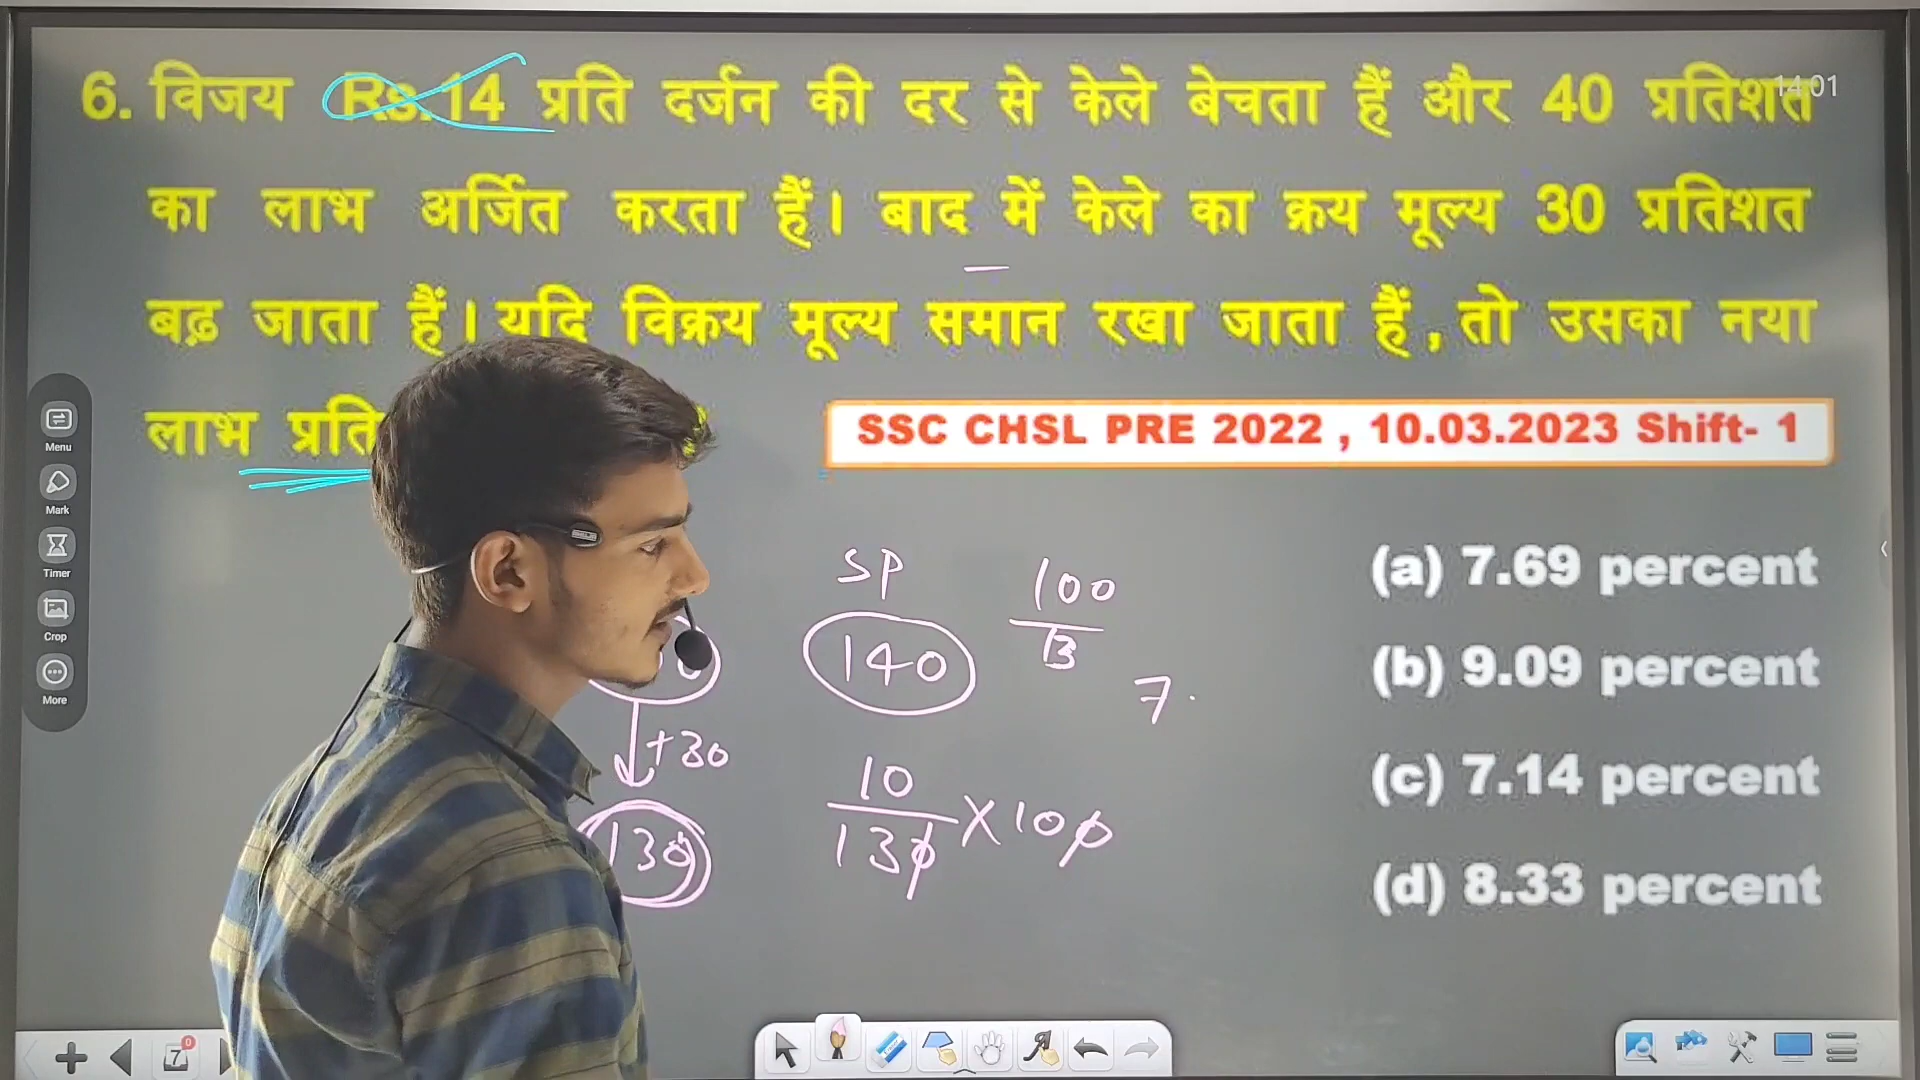 6. विजय Rs.14 प्रति दर्जन की दर से केले बेचता हैं और 40 प्रतिशत
14:01
का लाभ अर्जित करता हैं। बाद में केले का क्रय मूल्य 30 प्रतिशत
बढ़ जाता हैं। यदि विक्रय मूल्य समान रखा जाता हैं, तो उसका नया
लाभ प्रति
SSC CHSL PRE 2022 , 10.03.2023 Shift- 1
Menu
Mark
Timer
Crop
More
SP
140
100
13
7.
+30
130
10
130 X 100
(a) 7.69 percent
(b) 9.09 percent
(c) 7.14 percent
(d) 8.33 percent
7
0